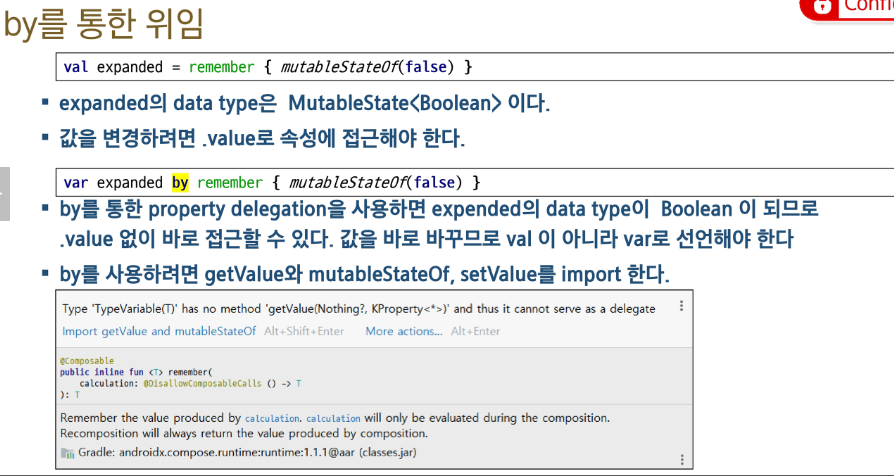 by를 통한 위임
val expanded = remember { mutableStateOf(false) }
▪ expanded의 data type은 MutableState<Boolean> 이다.
▪ 값을 변경하려면 .value로 속성에 접근해야 한다.
var expanded by remember { mutableStateOf(false) }
▪ by를 통한 property delegation을 사용하면 expended의 data type이 Boolean 이 되므로
.value 없이 바로 접근할 수 있다. 값을 바로 바꾸므로 val 이 아니라 var로 선언해야 한다
▪ by를 사용하려면 getValue와 mutableStateOf, setValue를 import 한다.
Type 'TypeVariable(T)' has no method 'getValue(Nothing?, KProperty<*>)' and thus it cannot serve as a delegate
Import getValue and mutableStateOf Alt+Shift+Enter More actions... Alt+Enter
@Composable
public inline fun <T> remember(
calculation: @DisallowComposableCalls () -> T
): T
Remember the value produced by calculation. calculation will only be evaluated during the composition.
Recomposition will always return the value produced by composition.
Gradle: androidx.compose.runtime:runtime:1.1.1@aar (classes.jar)